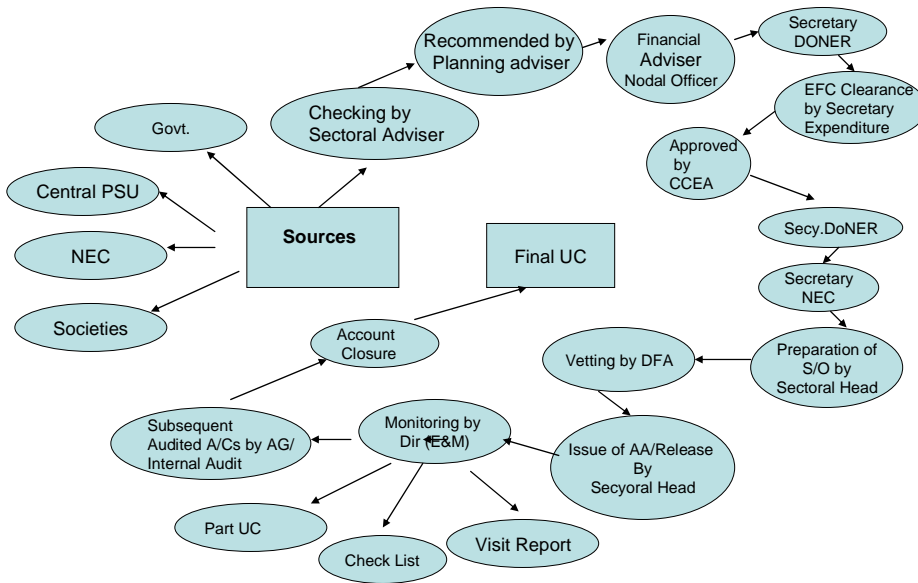 Recommended by
Planning adviser
Financial
Adviser
Nodal Officer
Secretary
DONER
EFC Clearance
by Secretary
Expenditure
Checking by
Sectoral Adviser
Govt.
Approved
by
CCEA
Central PSU
Sources
Secy.DoNER
NEC
Final UC
Secretary
NEC
Societies
Account
Closure
Vetting by DFA
Preparation of
S/O by
Sectoral Head
Subsequent
Audited A/Cs by AG/
Internal Audit
Monitoring by
Dir (E&M)
Issue of AA/Release
By
Secyoral Head
Part UC
Check List
Visit Report